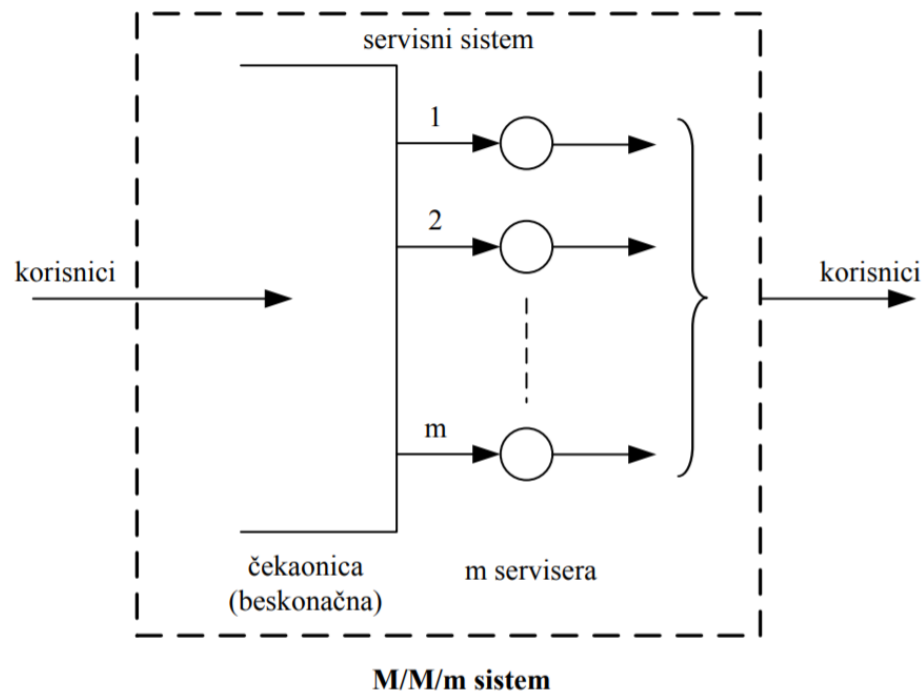 servisni sistem
1
2
korisnici
korisnici
m
čekaonica
(beskonačna)
m servisera
M/M/m sistem